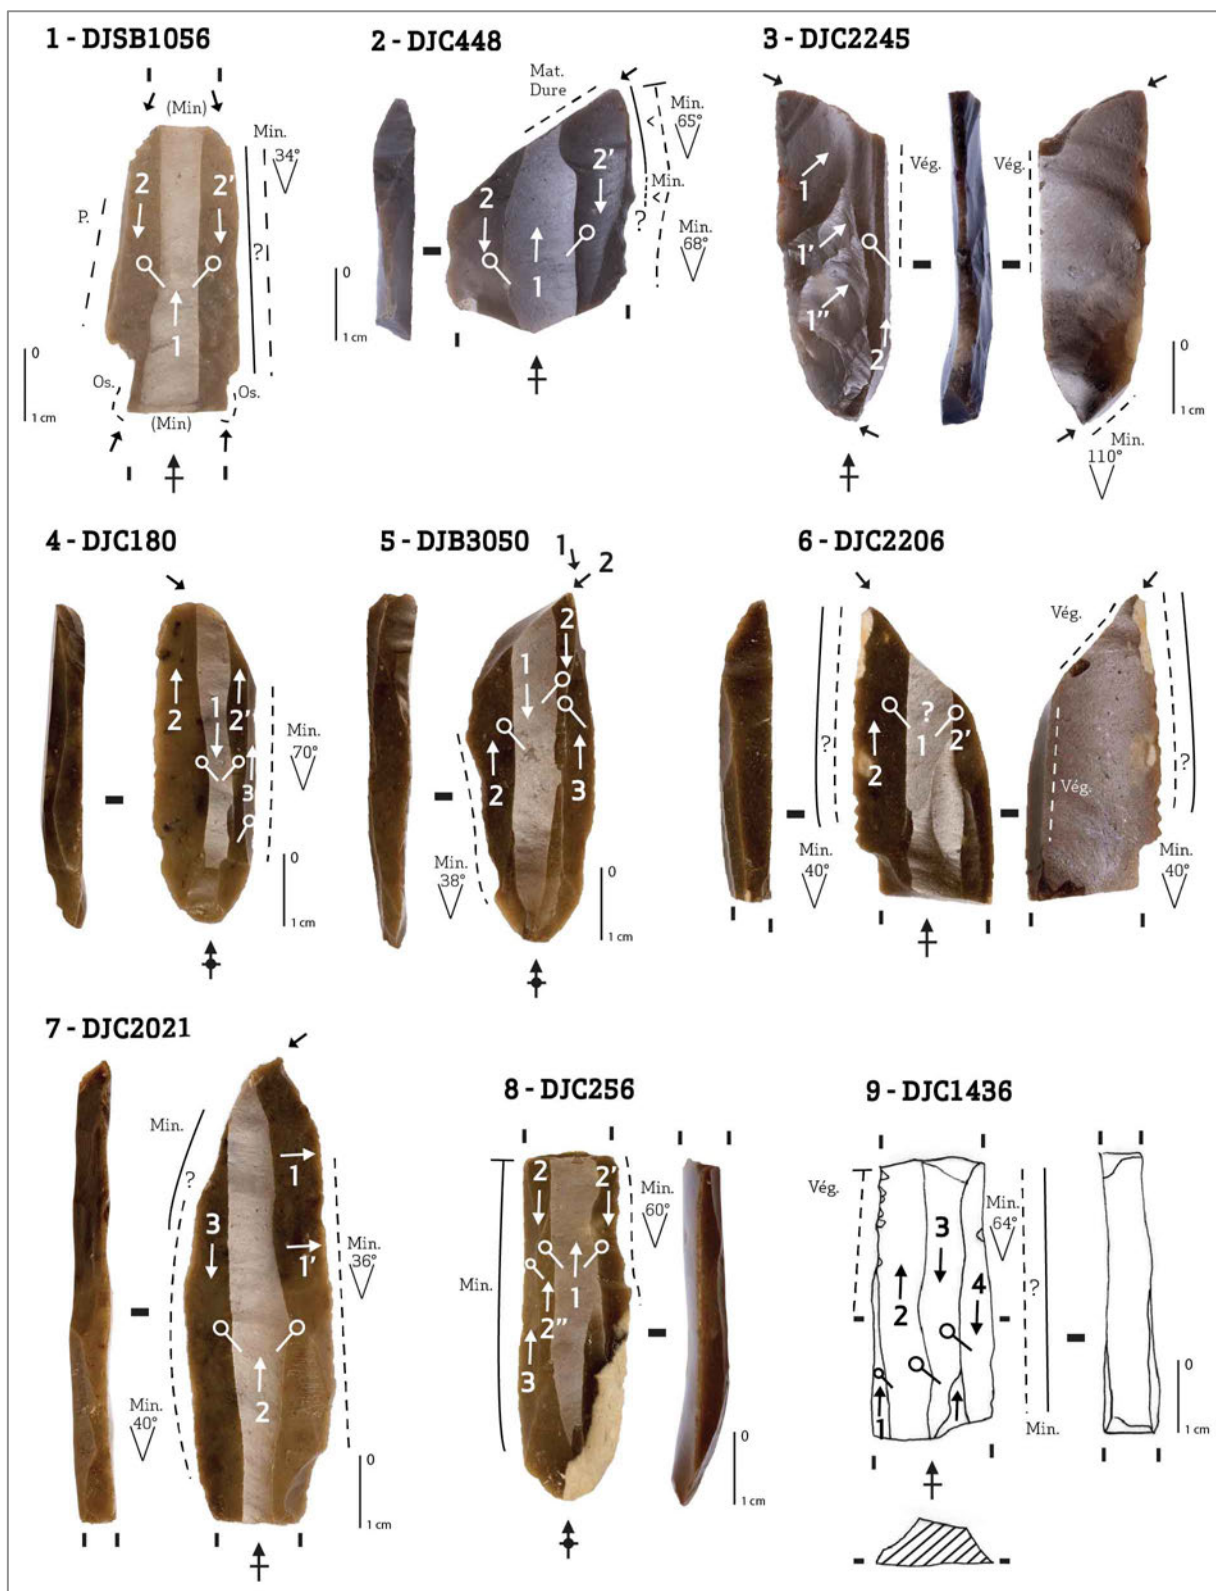 1 - DJSB1056
(Min)
Min.
34°
2
2'
P.
?
1
0
1 cm
Os.
Os.
(Min)
2 - DJC448
Mat.
Dure
Min.
65°
2'
2
Min.
?
1
Min.
68°
0
1 cm
3 - DJC2245
1
Vég.
Vég.
1'
1''
2
0
1 cm
Min.
110°
4 - DJC180
2
1
2'
3
Min.
70°
0
1 cm
5 - DJB3050
1
2
2
1
2
3
Min.
38°
0
1 cm
6 - DJC2206
Vég.
?
?
2
1
2'
Vég.
?
Min.
40°
Min.
40°
0
1 cm
7 - DJC2021
Min.
?
1
3
1'
Min.
36°
2
Min.
40°
0
1 cm
8 - DJC256
2
2'
Min.
60°
Min.
1
2''
3
0
1 cm
9 - DJC1436
Vég.
Min.
64°
3
2
4
?
1
Min.
0
1 cm